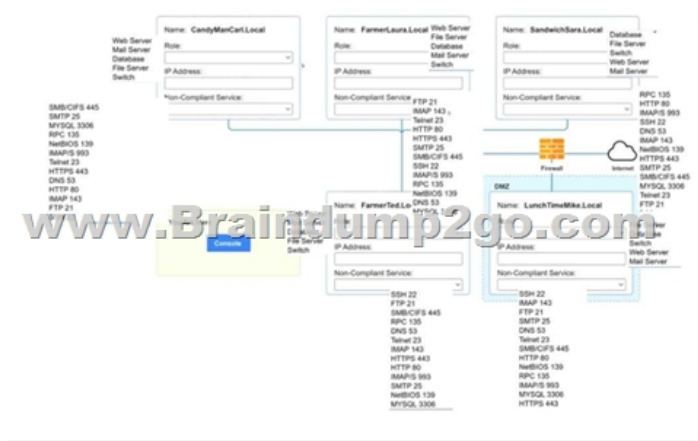 Name: CandyManCarl.Local
Role:
IP Address:
Non-Compliant Service:
Web Server
Mail Server
Database
File Server
Switch
Name: FarmerLaura.Local
Role:
IP Address:
Non-Compliant Service:
Web Server
File Server
Database
Mail Server
Switch
Name: SandwichSara.Local
Role:
IP Address:
Non-Compliant Service:
Database
File Server
Switch
Web Server
Mail Server
SMB/CIFS 445
SMTP 25
MYSQL 3306
RPC 135
NetBIOS 139
IMAP/S 993
Telnet 23
HTTPS 443
DNS 53
HTTP 80
IMAP 143
FTP 21
FTP 21
IMAP 143
Telnet 23
HTTP 80
HTTPS 443
SMTP 25
SMB/CIFS 445
SSH 22
IMAP/S 993
RPC 135
NetBIOS 139
DNS 53
MYSQL 3306
RPC 135
HTTP 80
IMAP/S 993
SSH 22
DNS 53
IMAP 143
NetBIOS 139
HTTPS 443
SMTP 25
SMB/CIFS 445
MYSQL 3306
Telnet 23
FTP 21
Firewall
Internet
DMZ
www.Braindump2go.com
Console
File Server
Switch
Name: FarmerTed.Lo
IP Address:
Non-Compliant Service:
SSH 22
FTP 21
SMB/CIFS 445
RPC 135
DNS 53
Telnet 23
IMAP 143
HTTPS 443
HTTP 80
IMAP/S 993
SMTP 25
NetBIOS 139
MYSQL 3306
Name: LunchTimeMike.Local
IP Address:
Non-Compliant Service:
Switch
Web Server
Mail Server
SSH 22
IMAP 143
FTP 21
SMTP 25
DNS 53
Telnet 23
SMB/CIFS 445
HTTP 80
NetBIOS 139
RPC 135
IMAP/S 993
MYSQL 3306
HTTPS 443